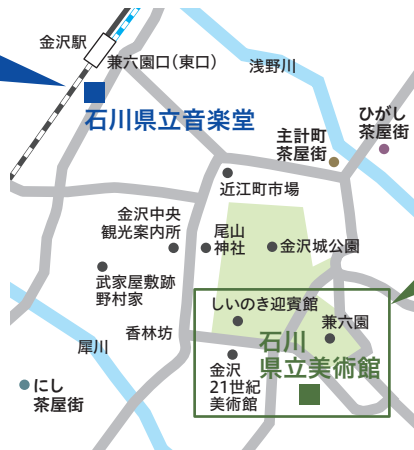 金沢駅
兼六園口（東口）
浅野川
石川県立音楽堂
主計町
茶屋街
ひがし
茶屋街
近江町市場
金沢中央
観光案内所
尾山
神社
金沢城公園
武家屋敷跡
野村家
しいのき迎賓館
兼六園
香林坊
犀川
石川
県立美術館
金沢
21世紀
美術館
にし
茶屋街